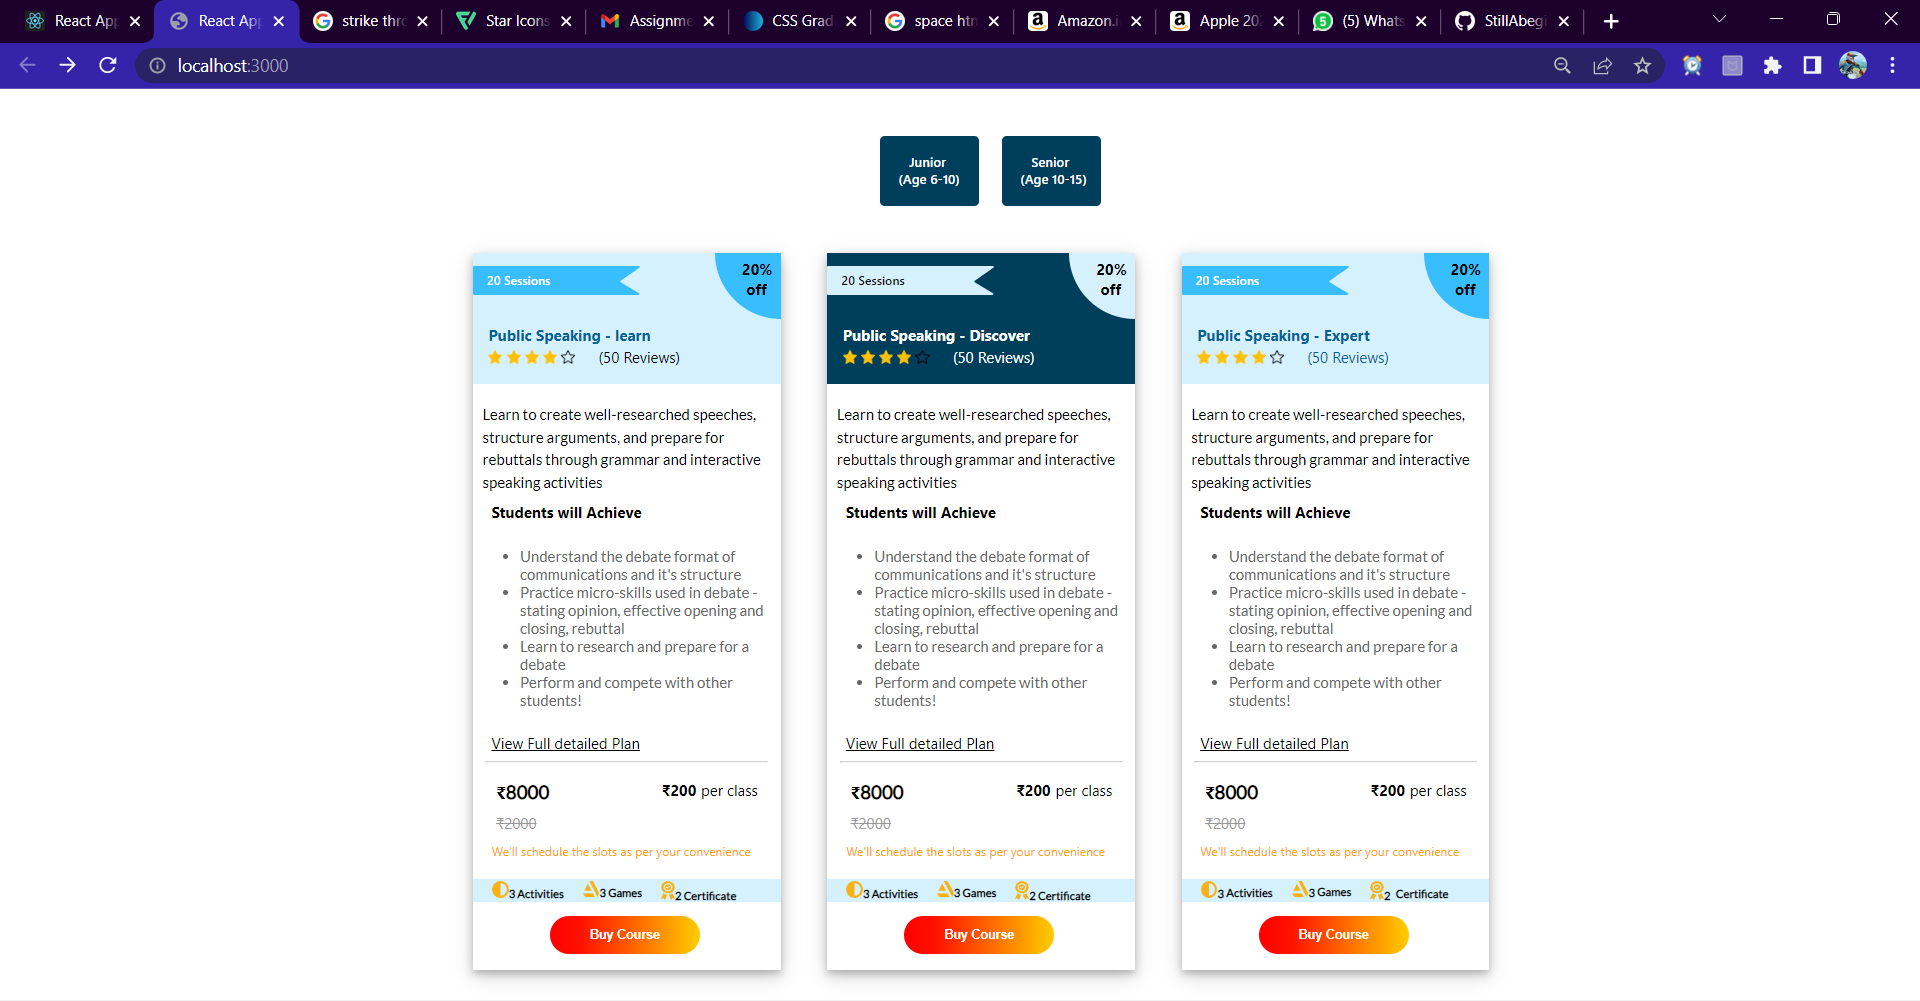 React App
React App
strike thro
Star Icons
Assignme
CSS Grad
space htm
Amazon.i
Apple 202
(5) Whats
StillAbegi
localhost:3000
Junior
(Age 6-10)
Senior
(Age 10-15)
20 Sessions
20%
off
Public Speaking - learn
(50 Reviews)
Learn to create well-researched speeches,
structure arguments, and prepare for
rebuttals through grammar and interactive
speaking activities
Students will Achieve
• Understand the debate format of
communications and it's structure
• Practice micro-skills used in debate -
stating opinion, effective opening and
closing, rebuttal
• Learn to research and prepare for a
debate
• Perform and compete with other
students!
View Full detailed Plan
₹8000
₹200 per class
₹2000
We'll schedule the slots as per your convenience
3 Activities 3 Games 2 Certificate
Buy Course
20 Sessions
20%
off
Public Speaking - Discover
(50 Reviews)
Learn to create well-researched speeches,
structure arguments, and prepare for
rebuttals through grammar and interactive
speaking activities
Students will Achieve
• Understand the debate format of
communications and it's structure
• Practice micro-skills used in debate -
stating opinion, effective opening and
closing, rebuttal
• Learn to research and prepare for a
debate
• Perform and compete with other
students!
View Full detailed Plan
₹8000
₹200 per class
₹2000
We'll schedule the slots as per your convenience
3 Activities 3 Games 2 Certificate
Buy Course
20 Sessions
20%
off
Public Speaking - Expert
(50 Reviews)
Learn to create well-researched speeches,
structure arguments, and prepare for
rebuttals through grammar and interactive
speaking activities
Students will Achieve
• Understand the debate format of
communications and it's structure
• Practice micro-skills used in debate -
stating opinion, effective opening and
closing, rebuttal
• Learn to research and prepare for a
debate
• Perform and compete with other
students!
View Full detailed Plan
₹8000
₹200 per class
₹2000
We'll schedule the slots as per your convenience
3 Activities 3 Games 2 Certificate
Buy Course